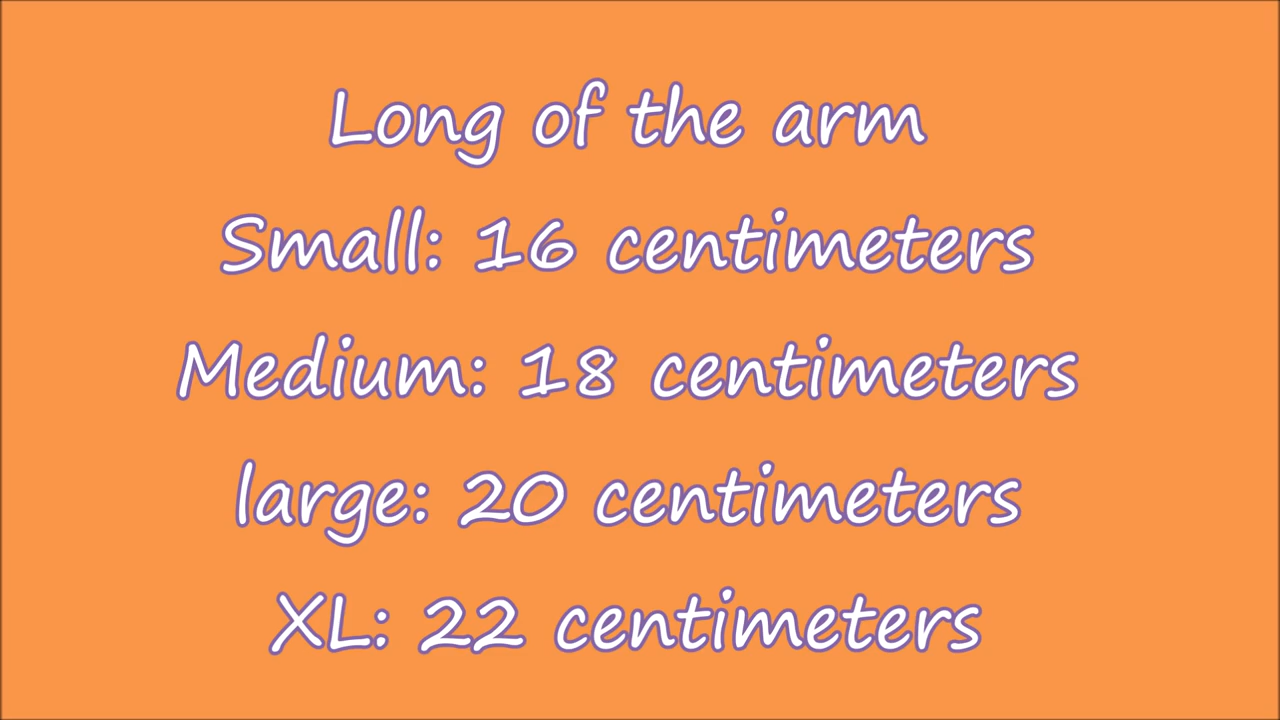 Long of the arm
Small: 16 centimeters
Medium: 18 centimeters
large: 20 centimeters
XL: 22 centimeters